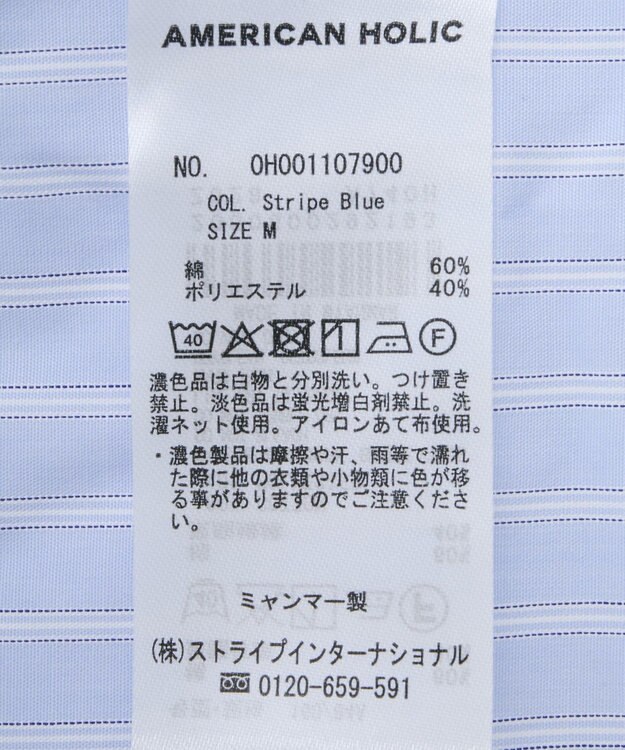 AMERICAN HOLIC
NO. OH001107900
COL. Stripe Blue
SIZE M
綿 60%
ポリエステル 40%
40
F
濃色品は白物と分別洗い。つけ置き
禁止。淡色品は蛍光増白剤禁止。洗
濯ネット使用。アイロンあて布使用。
・濃色製品は摩擦や汗、雨等で濡れ
た際に他の衣類や小物類に色が移
る事がありますのでご注意くださ
い。
ミャンマー製
(株)ストライプインターナショナル
0120-659-591